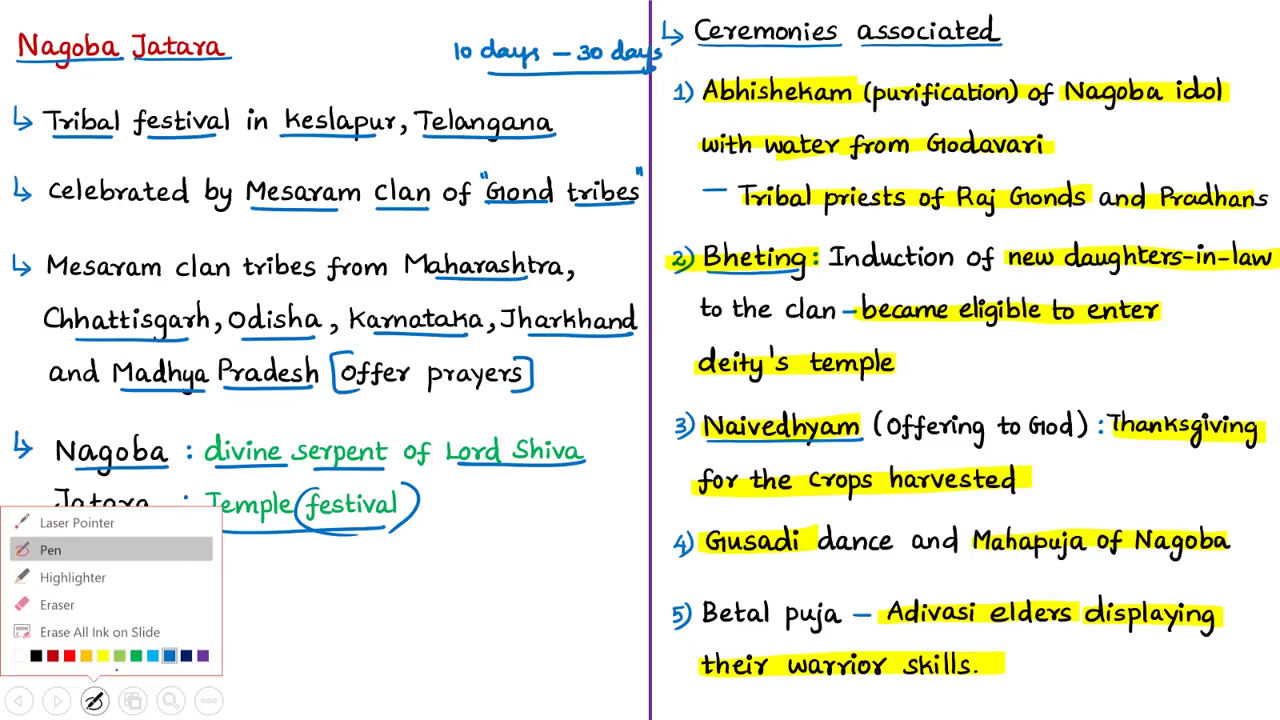 Nagoba Jatara
10 days – 30 days
↳ Tribal festival in Keslapur, Telangana
↳ Celebrated by Mesaram clan of "Gond tribes"
↳ Mesaram clan tribes from Maharashtra,
Chhattisgarh, Odisha, Karnataka, Jharkhand
and Madhya Pradesh [offer prayers]
↳ Nagoba : divine serpent of Lord Shiva
Jatara : Temple festival
Laser Pointer
Pen
Highlighter
Eraser
Erase All Ink on Slide
↳ Ceremonies associated
1) Abhishekam (purification) of Nagoba idol
with water from Godavari
– Tribal priests of Raj Gonds and Pradhans
2) Bheting : Induction of new daughters-in-law
to the clan – became eligible to enter
deity's temple
3) Naivedhyam (Offering to God) : Thanksgiving
for the crops harvested
4) Gusadi dance and Mahapuja of Nagoba
5) Betal puja – Adivasi elders displaying
their warrior skills.